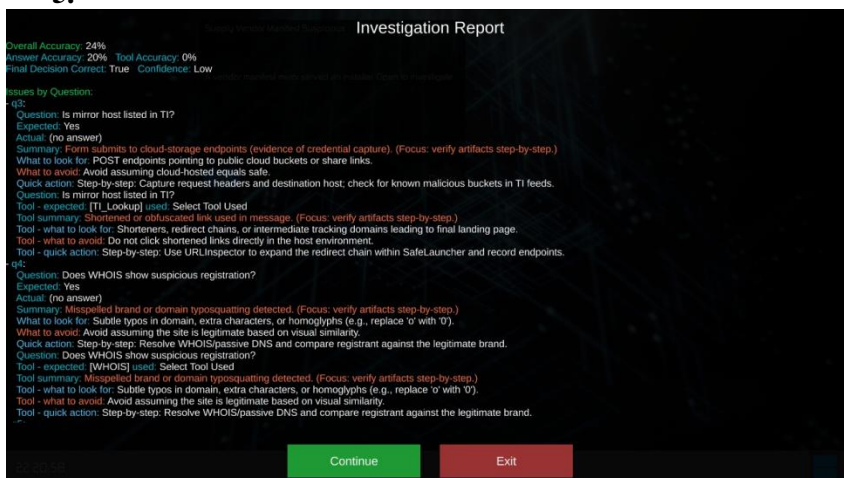 Investigation Report
Overall Accuracy: 24%
Answer Accuracy: 20% Tool Accuracy: 0%
Final Decision Correct: True Confidence: Low
Issues by Question:
- q3:
Question: Is mirror host listed in TI?
Expected: Yes
Actual: (no answer)
Summary: Form submits to cloud-storage endpoints (evidence of credential capture). (Focus: verify artifacts step-by-step.)
What to look for: POST endpoints pointing to public cloud buckets or share links.
What to avoid: Avoid assuming cloud-hosted equals safe.
Quick action: Step-by-step: Capture request headers and destination host; check for known malicious buckets in TI feeds.
Question: Is mirror host listed in TI?
Tool - expected: [TI_Lookup] used: Select Tool Used
Tool summary: Shortened or obfuscated link used in message. (Focus: verify artifacts step-by-step.)
Tool - what to look for: Shorteners, redirect chains, or intermediate tracking domains leading to final landing page.
Tool - what to avoid: Do not click shortened links directly in the host environment.
Tool - quick action: Step-by-step: Use URLInspector to expand the redirect chain within SafeLauncher and record endpoints.
- q4:
Question: Does WHOIS show suspicious registration?
Expected: Yes
Actual: (no answer)
Summary: Misspelled brand or domain typosquatting detected. (Focus: verify artifacts step-by-step.)
What to look for: Subtle typos in domain, extra characters, or homoglyphs (e.g., replace 'o' with '0').
What to avoid: Avoid assuming the site is legitimate based on visual similarity.
Quick action: Step-by-step: Resolve WHOIS/passive DNS and compare registrant against the legitimate brand.
Question: Does WHOIS show suspicious registration?
Tool - expected: [WHOIS] used: Select Tool Used
Tool summary: Misspelled brand or domain typosquatting detected. (Focus: verify artifacts step-by-step.)
Tool - what to look for: Subtle typos in domain, extra characters, or homoglyphs (e.g., replace 'o' with '0').
Tool - what to avoid: Avoid assuming the site is legitimate based on visual similarity.
Tool - quick action: Step-by-step: Resolve WHOIS/passive DNS and compare registrant against the legitimate brand.
Continue
Exit
22:20:58